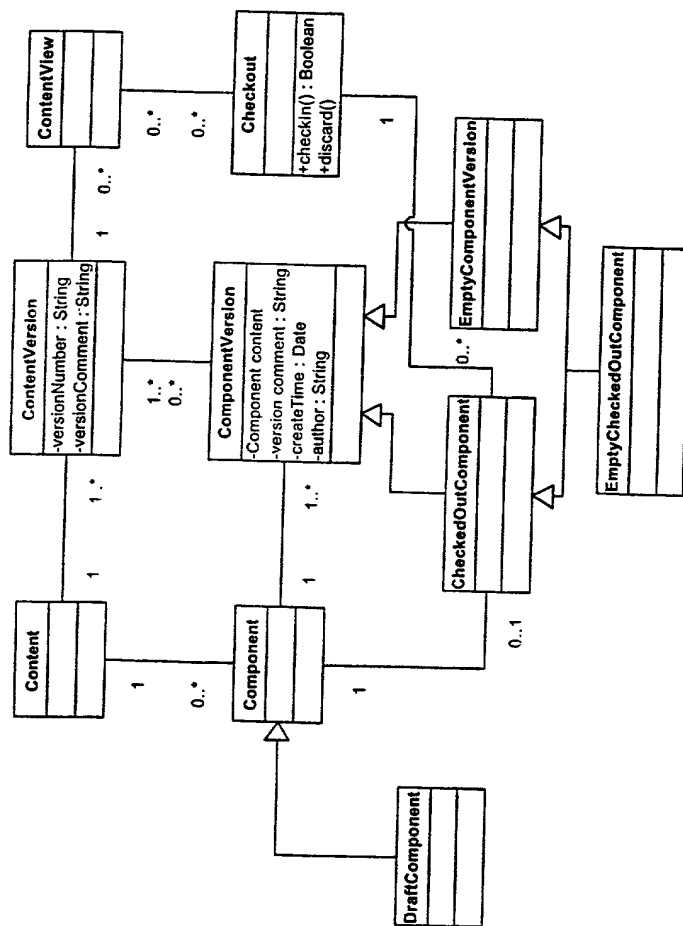 Content
ContentVersion
-versionNumber : String
-versionComment : String
ContentView
1
1..*
1
0..*
1
1..*
0..*
0..*
0..*
0..*
Component
ComponentVersion
-Component content
-version comment : String
-createTime : Date
-author : String
Checkout
+checkin() : Boolean
+discard()
1
1..*
1
1
DraftComponent
CheckedOutComponent
0..*
EmptyComponentVersion
0..1
EmptyCheckedOutComponent